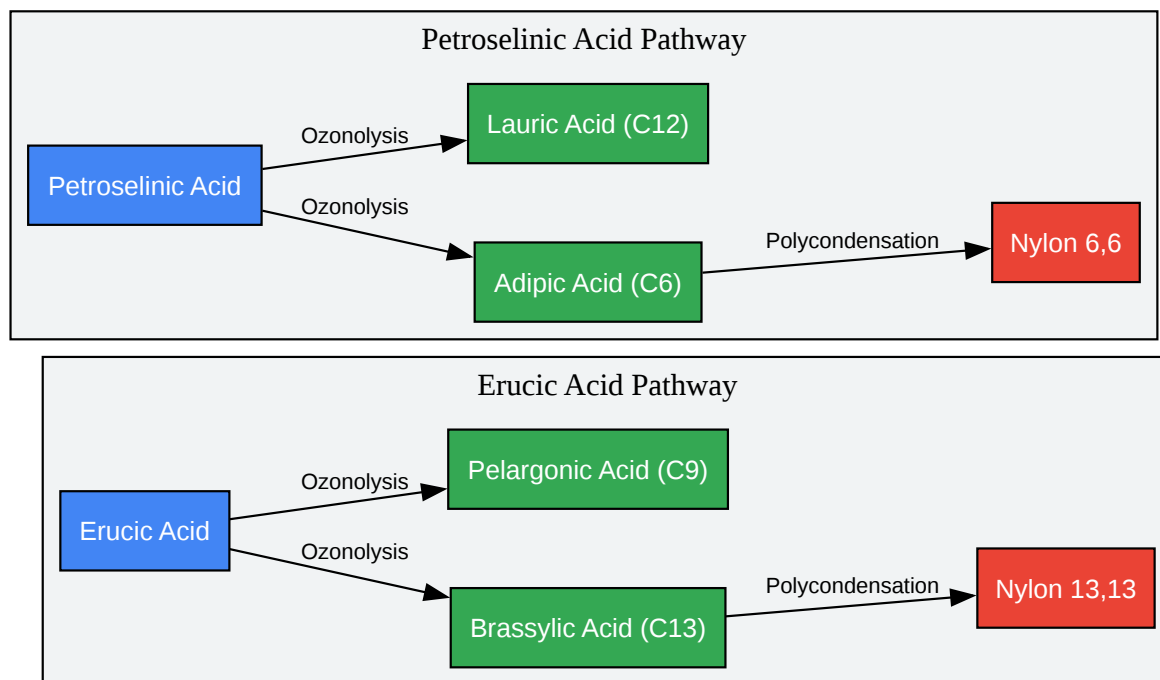 Petroselinic Acid Pathway
Petroselinic Acid
Ozonolysis
Lauric Acid (C12)
Ozonolysis
Adipic Acid (C6)
Polycondensation
Nylon 6,6
Erucic Acid Pathway
Erucic Acid
Ozonolysis
Pelargonic Acid (C9)
Ozonolysis
Brassylic Acid (C13)
Polycondensation
Nylon 13,13